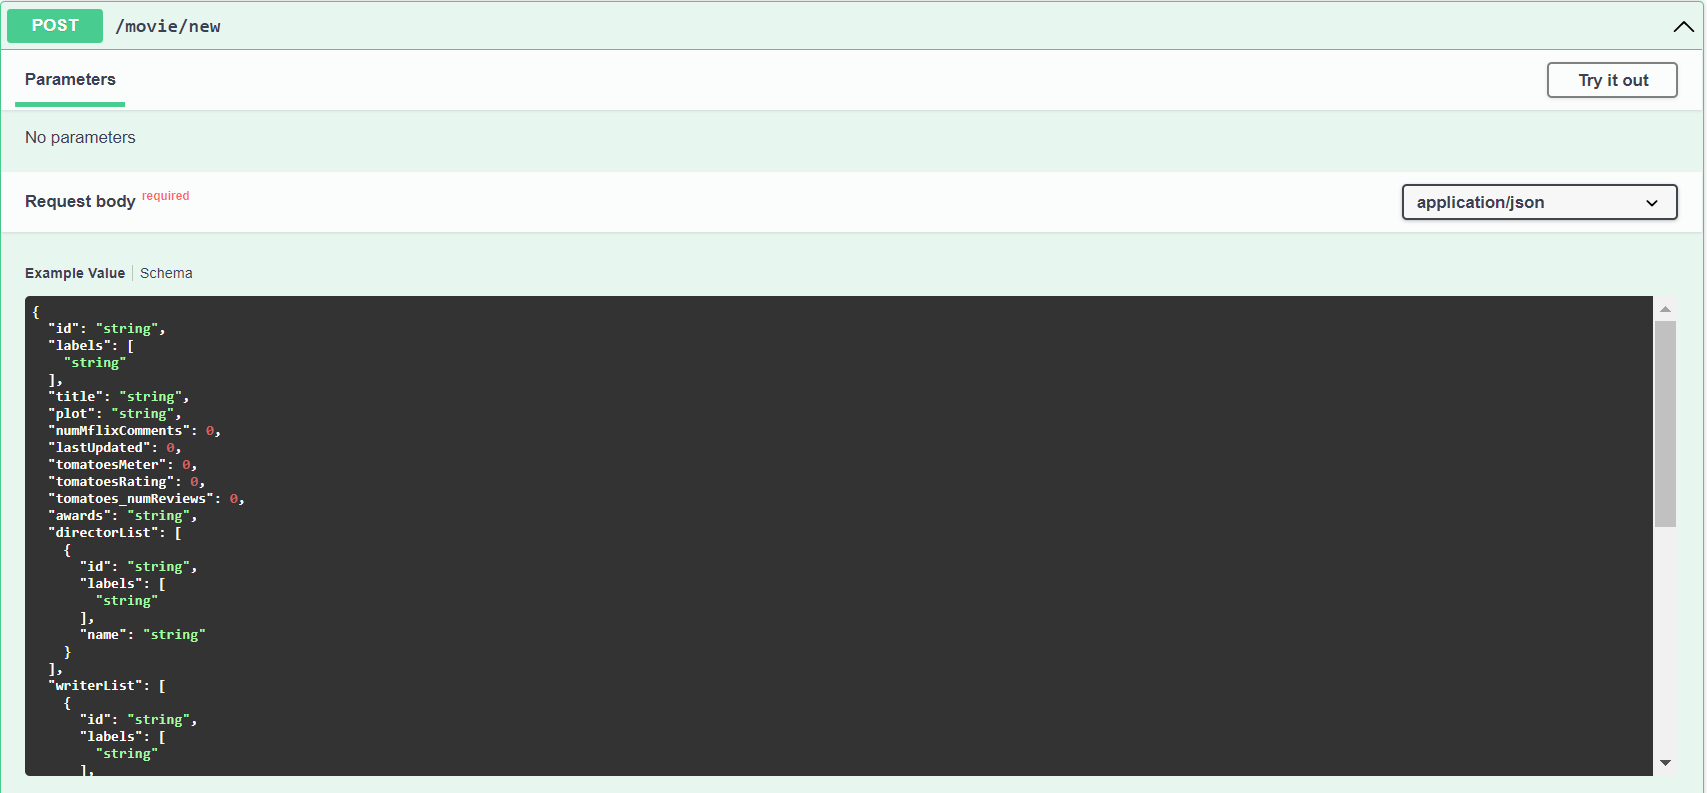 POST /movie/new
Parameters
Try it out
No parameters
Request body required
application/json
Example Value Schema
{
  "id": "string",
  "labels": [
    "string"
  ],
  "title": "string",
  "plot": "string",
  "numMflixComments": 0,
  "lastUpdated": 0,
  "tomatoesMeter": 0,
  "tomatoesRating": 0,
  "tomatoes_numReviews": 0,
  "awards": "string",
  "directorList": [
    {
      "id": "string",
      "labels": [
        "string"
      ],
      "name": "string"
    }
  ],
  "writerList": [
    {
      "id": "string",
      "labels": [
        "string"
      ],